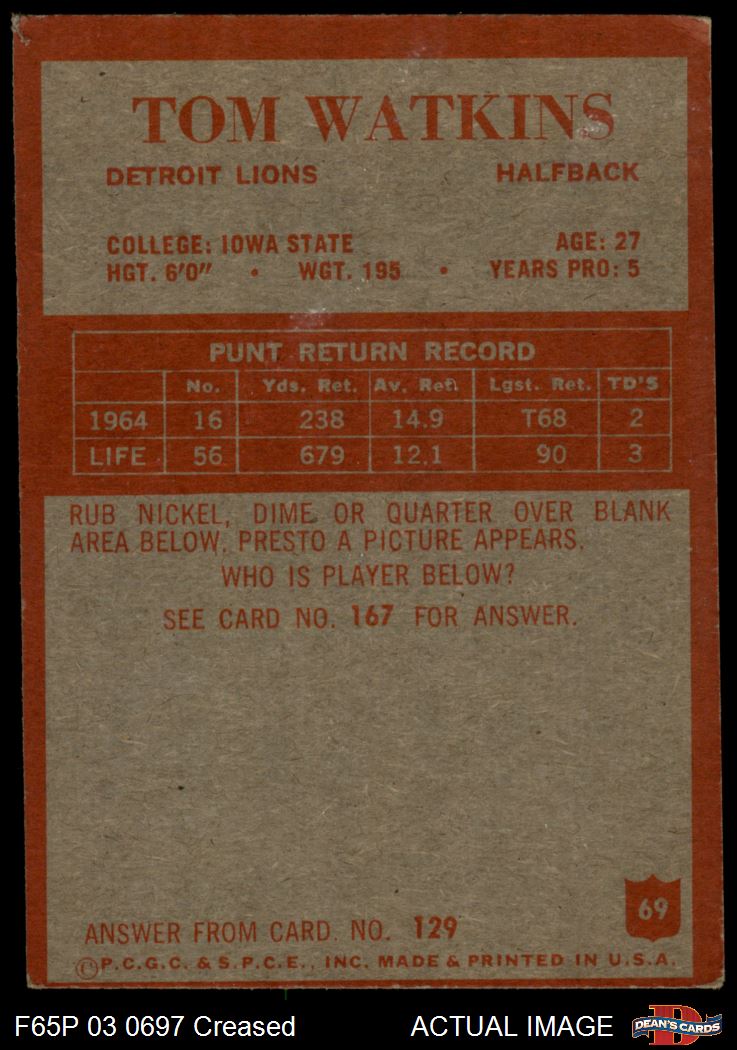 TOM WATKINS
DETROIT LIONS HALFBACK
COLLEGE: IOWA STATE AGE: 27
HGT. 6'0" • WGT. 195 • YEARS PRO: 5
PUNT RETURN RECORD
No. Yds. Ret. Av. Ret. Lgst. Ret. TD'S
1964 16 238 14.9 T68 2
LIFE 56 679 12.1 90 3
RUB NICKEL, DIME OR QUARTER OVER BLANK
AREA BELOW. PRESTO A PICTURE APPEARS.
WHO IS PLAYER BELOW?
SEE CARD NO. 167 FOR ANSWER.
69
ANSWER FROM CARD. NO. 129
©P.C.G.C. & S.P.C.E., INC. MADE & PRINTED IN U.S.A.
F65P 03 0697 Creased ACTUAL IMAGE DEAN'S CARDS